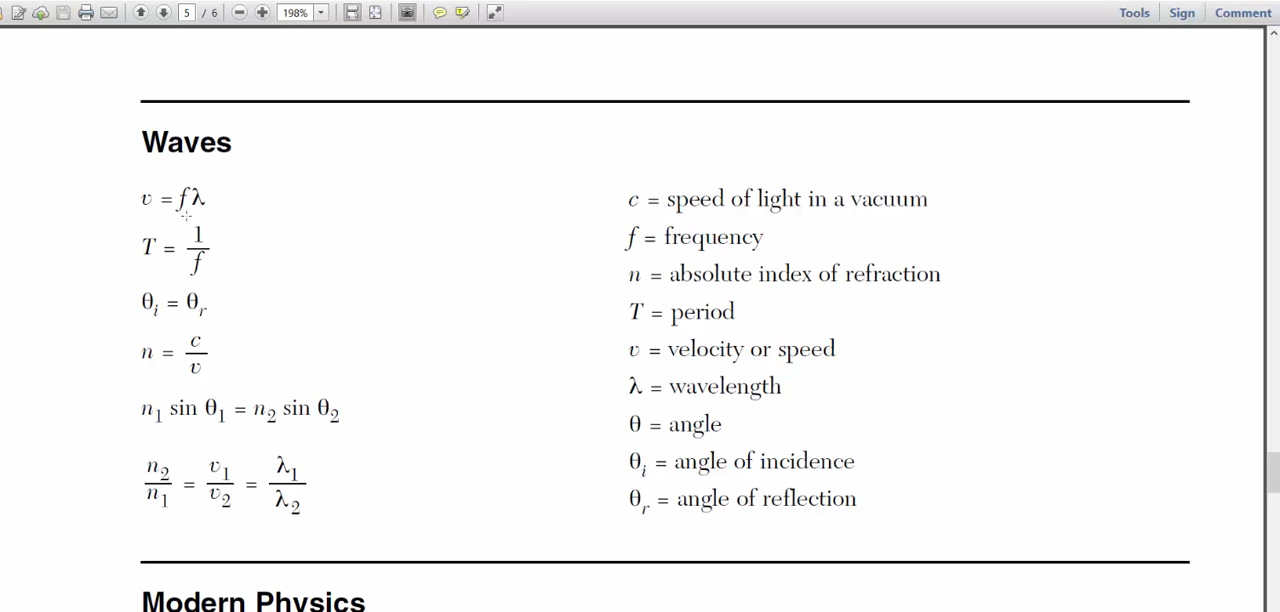 5 / 6 198% Tools Sign Comment
Waves
v = fλ
T = 1/f
θi = θr
n = c/v
n1 sin θ1 = n2 sin θ2
n2/n1 = v1/v2 = λ1/λ2
c = speed of light in a vacuum
f = frequency
n = absolute index of refraction
T = period
v = velocity or speed
λ = wavelength
θ = angle
θi = angle of incidence
θr = angle of reflection
Modern Physics